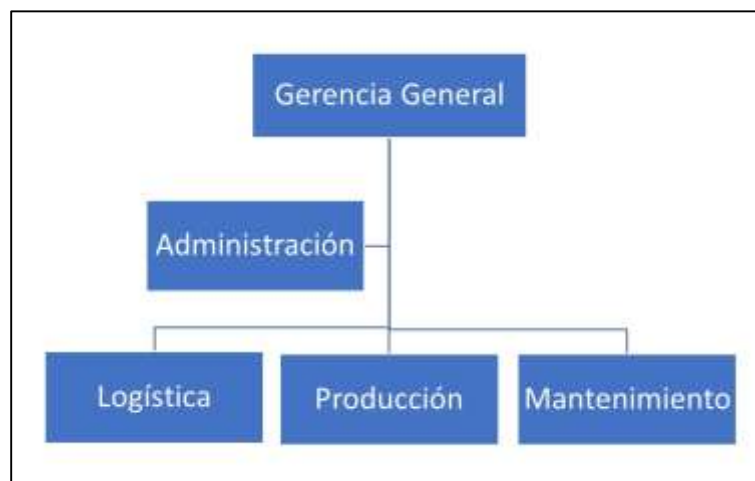 Gerencia General
Administración
Logística
Producción
Mantenimiento